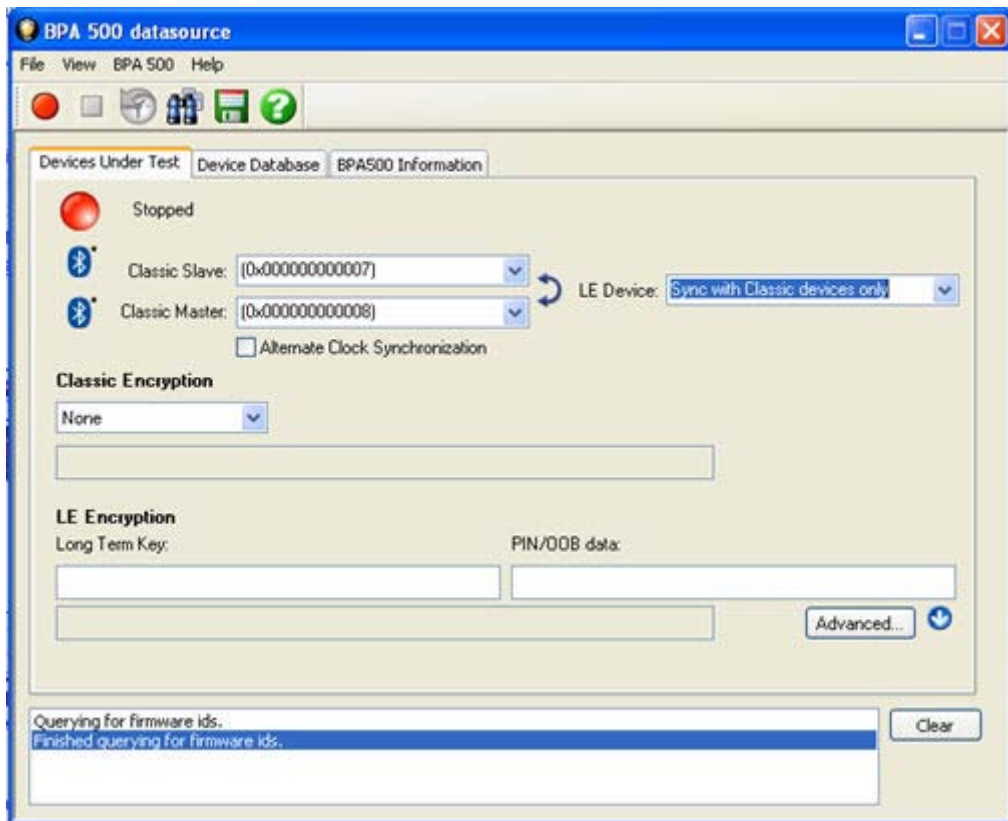 BPA 500 datasource
File View BPA 500 Help
Devices Under Test Device Database BPA500 Information
Stopped
Classic Slave: (0x000000000007)
LE Device: Sync with Classic devices only
Classic Master: (0x000000000008)
Alternate Clock Synchronization
Classic Encryption
None
LE Encryption
Long Term Key: PIN/OOB data:
Advanced...
Querying for firmware ids.
Clear
Finished querying for firmware ids.